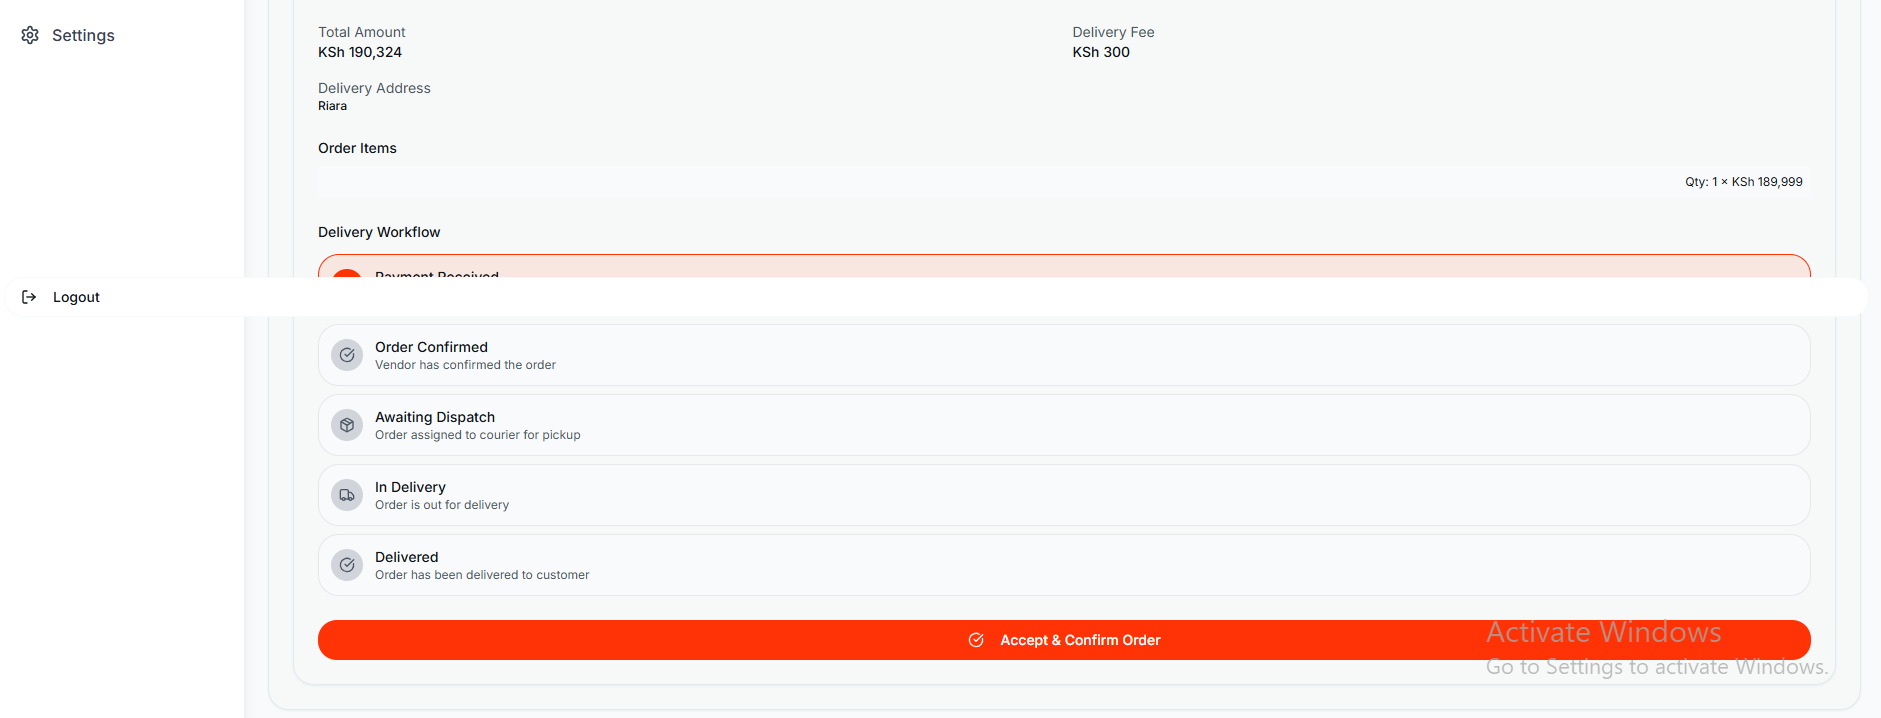 Settings
Total Amount
KSh 190,324
Delivery Fee
KSh 300
Delivery Address
Riara
Order Items
Qty: 1 × KSh 189,999
Delivery Workflow
Payment Received
Logout
Order Confirmed
Vendor has confirmed the order
Awaiting Dispatch
Order assigned to courier for pickup
In Delivery
Order is out for delivery
Delivered
Order has been delivered to customer
Accept & Confirm Order
Activate Windows
Go to Settings to activate Windows.